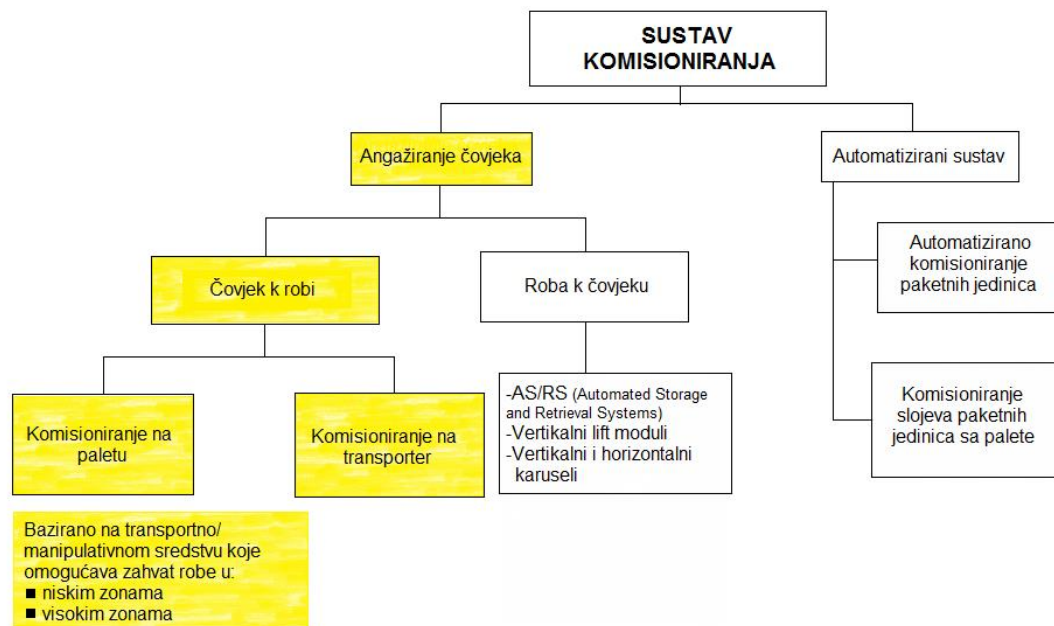 SUSTAV
KOMISIONIRANJA
Angažiranje čovjeka
Automatizirani sustav
Čovjek k robi
Roba k čovjeku
Automatizirano
komisioniranje
paketnih jedinica
Komisioniranje na
paletu
Komisioniranje na
transporter
-AS/RS (Automated Storage
and Retrieval Systems)
-Vertikalni lift moduli
-Vertikalni i horizontalni
karuseli
Komisioniranje
slojeva paketnih
jedinica sa palete
Bazirano na transportno/
manipulativnom sredstvu koje
omogućava zahvat robe u:
■ niskim zonama
■ visokim zonama